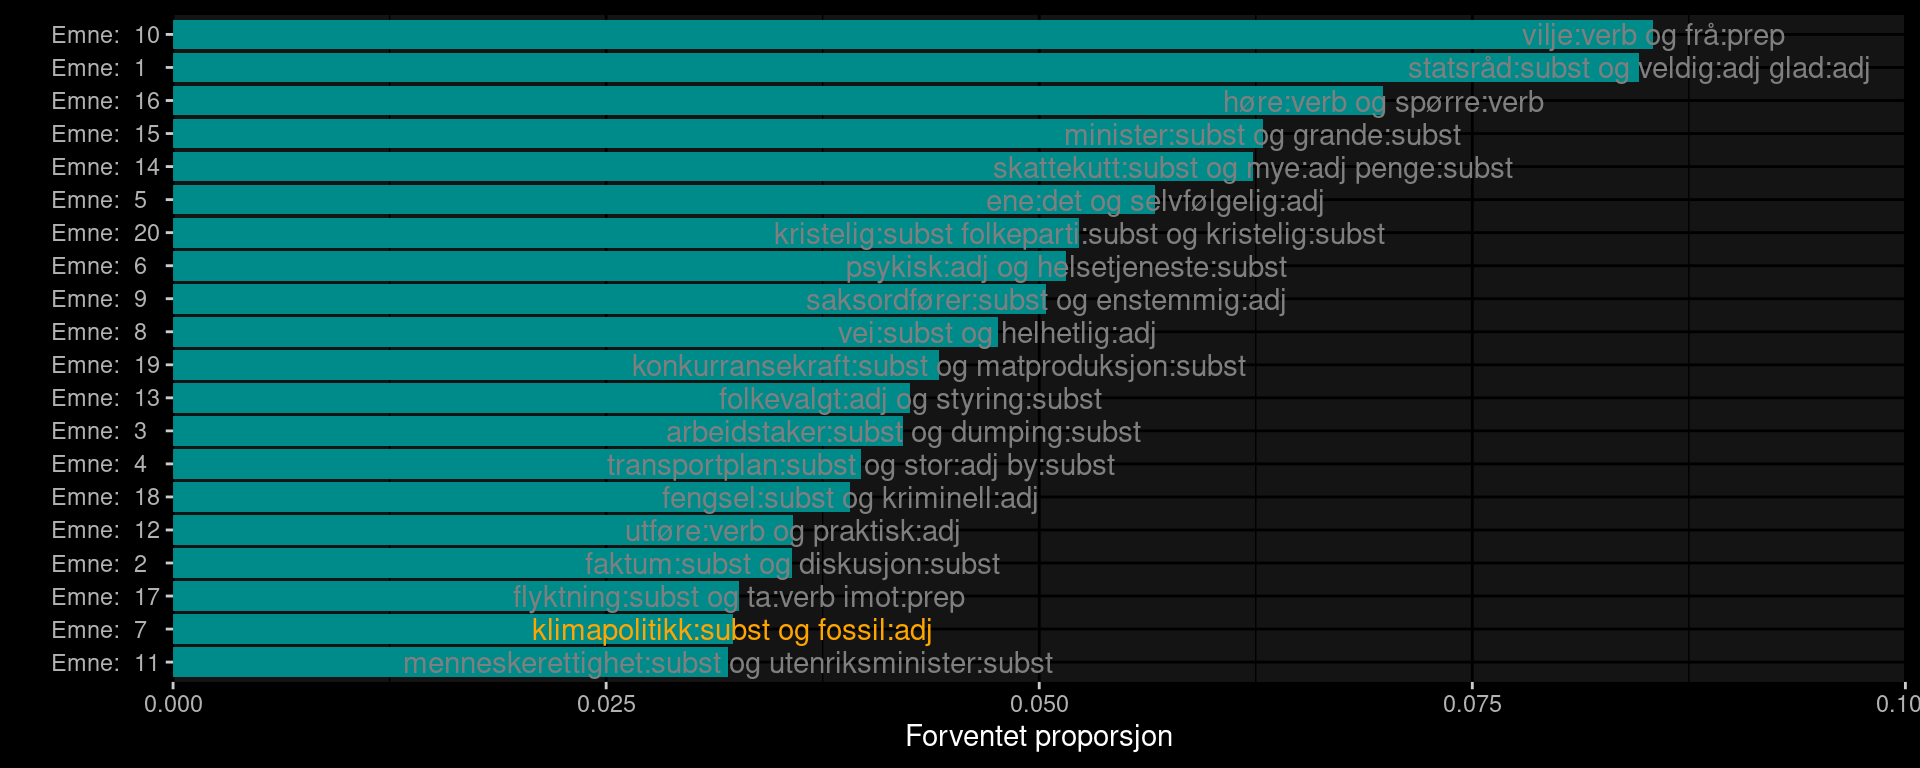 Emne: 10 vilje:verb og frå:prep
Emne: 1 statsråd:subst og veldig:adj glad:adj
Emne: 16 høre:verb og spørre:verb
Emne: 15 minister:subst og grande:subst
Emne: 14 skattekutt:subst og mye:adj penge:subst
Emne: 5 ene:det og selvfølgelig:adj
Emne: 20 kristelig:subst folkeparti:subst og kristelig:subst
Emne: 6 psykisk:adj og helsetjeneste:subst
Emne: 9 saksordfører:subst og enstemmig:adj
Emne: 8 vei:subst og helhetlig:adj
Emne: 19 konkurransekraft:subst og matproduksjon:subst
Emne: 13 folkevalgt:adj og styring:subst
Emne: 3 arbeidstaker:subst og dumping:subst
Emne: 4 transportplan:subst og stor:adj by:subst
Emne: 18 fengsel:subst og kriminell:adj
Emne: 12 utføre:verb og praktisk:adj
Emne: 2 faktum:subst og diskusjon:subst
Emne: 17 flyktning:subst og ta:verb imot:prep
Emne: 7 klimapolitikk:subst og fossil:adj
Emne: 11 menneskerettighet:subst og utenriksminister:subst
0.000 0.025 0.050 0.075 0.10
Forventet proporsjon